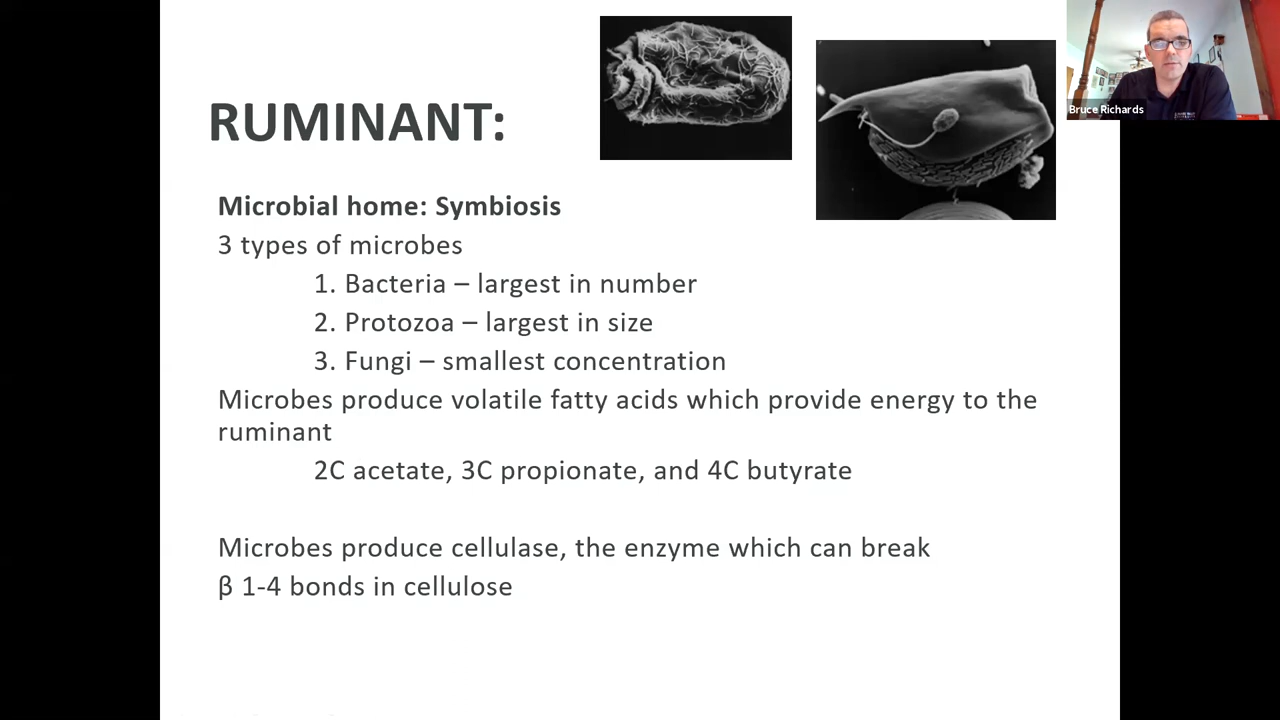 RUMINANT:
Bruce Richards
Microbial home: Symbiosis
3 types of microbes
1. Bacteria – largest in number
2. Protozoa – largest in size
3. Fungi – smallest concentration
Microbes produce volatile fatty acids which provide energy to the
ruminant
2C acetate, 3C propionate, and 4C butyrate
Microbes produce cellulase, the enzyme which can break
β 1-4 bonds in cellulose